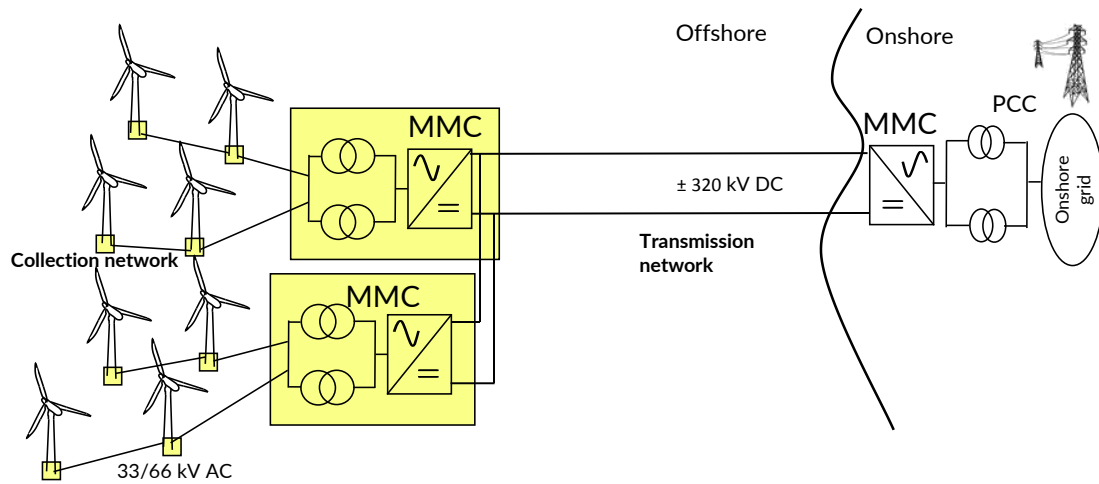 Offshore
Onshore
PCC
MMC
MMC
± 320 kV DC
Onshore
grid
Transmission
network
Collection network
MMC
33/66 kV AC